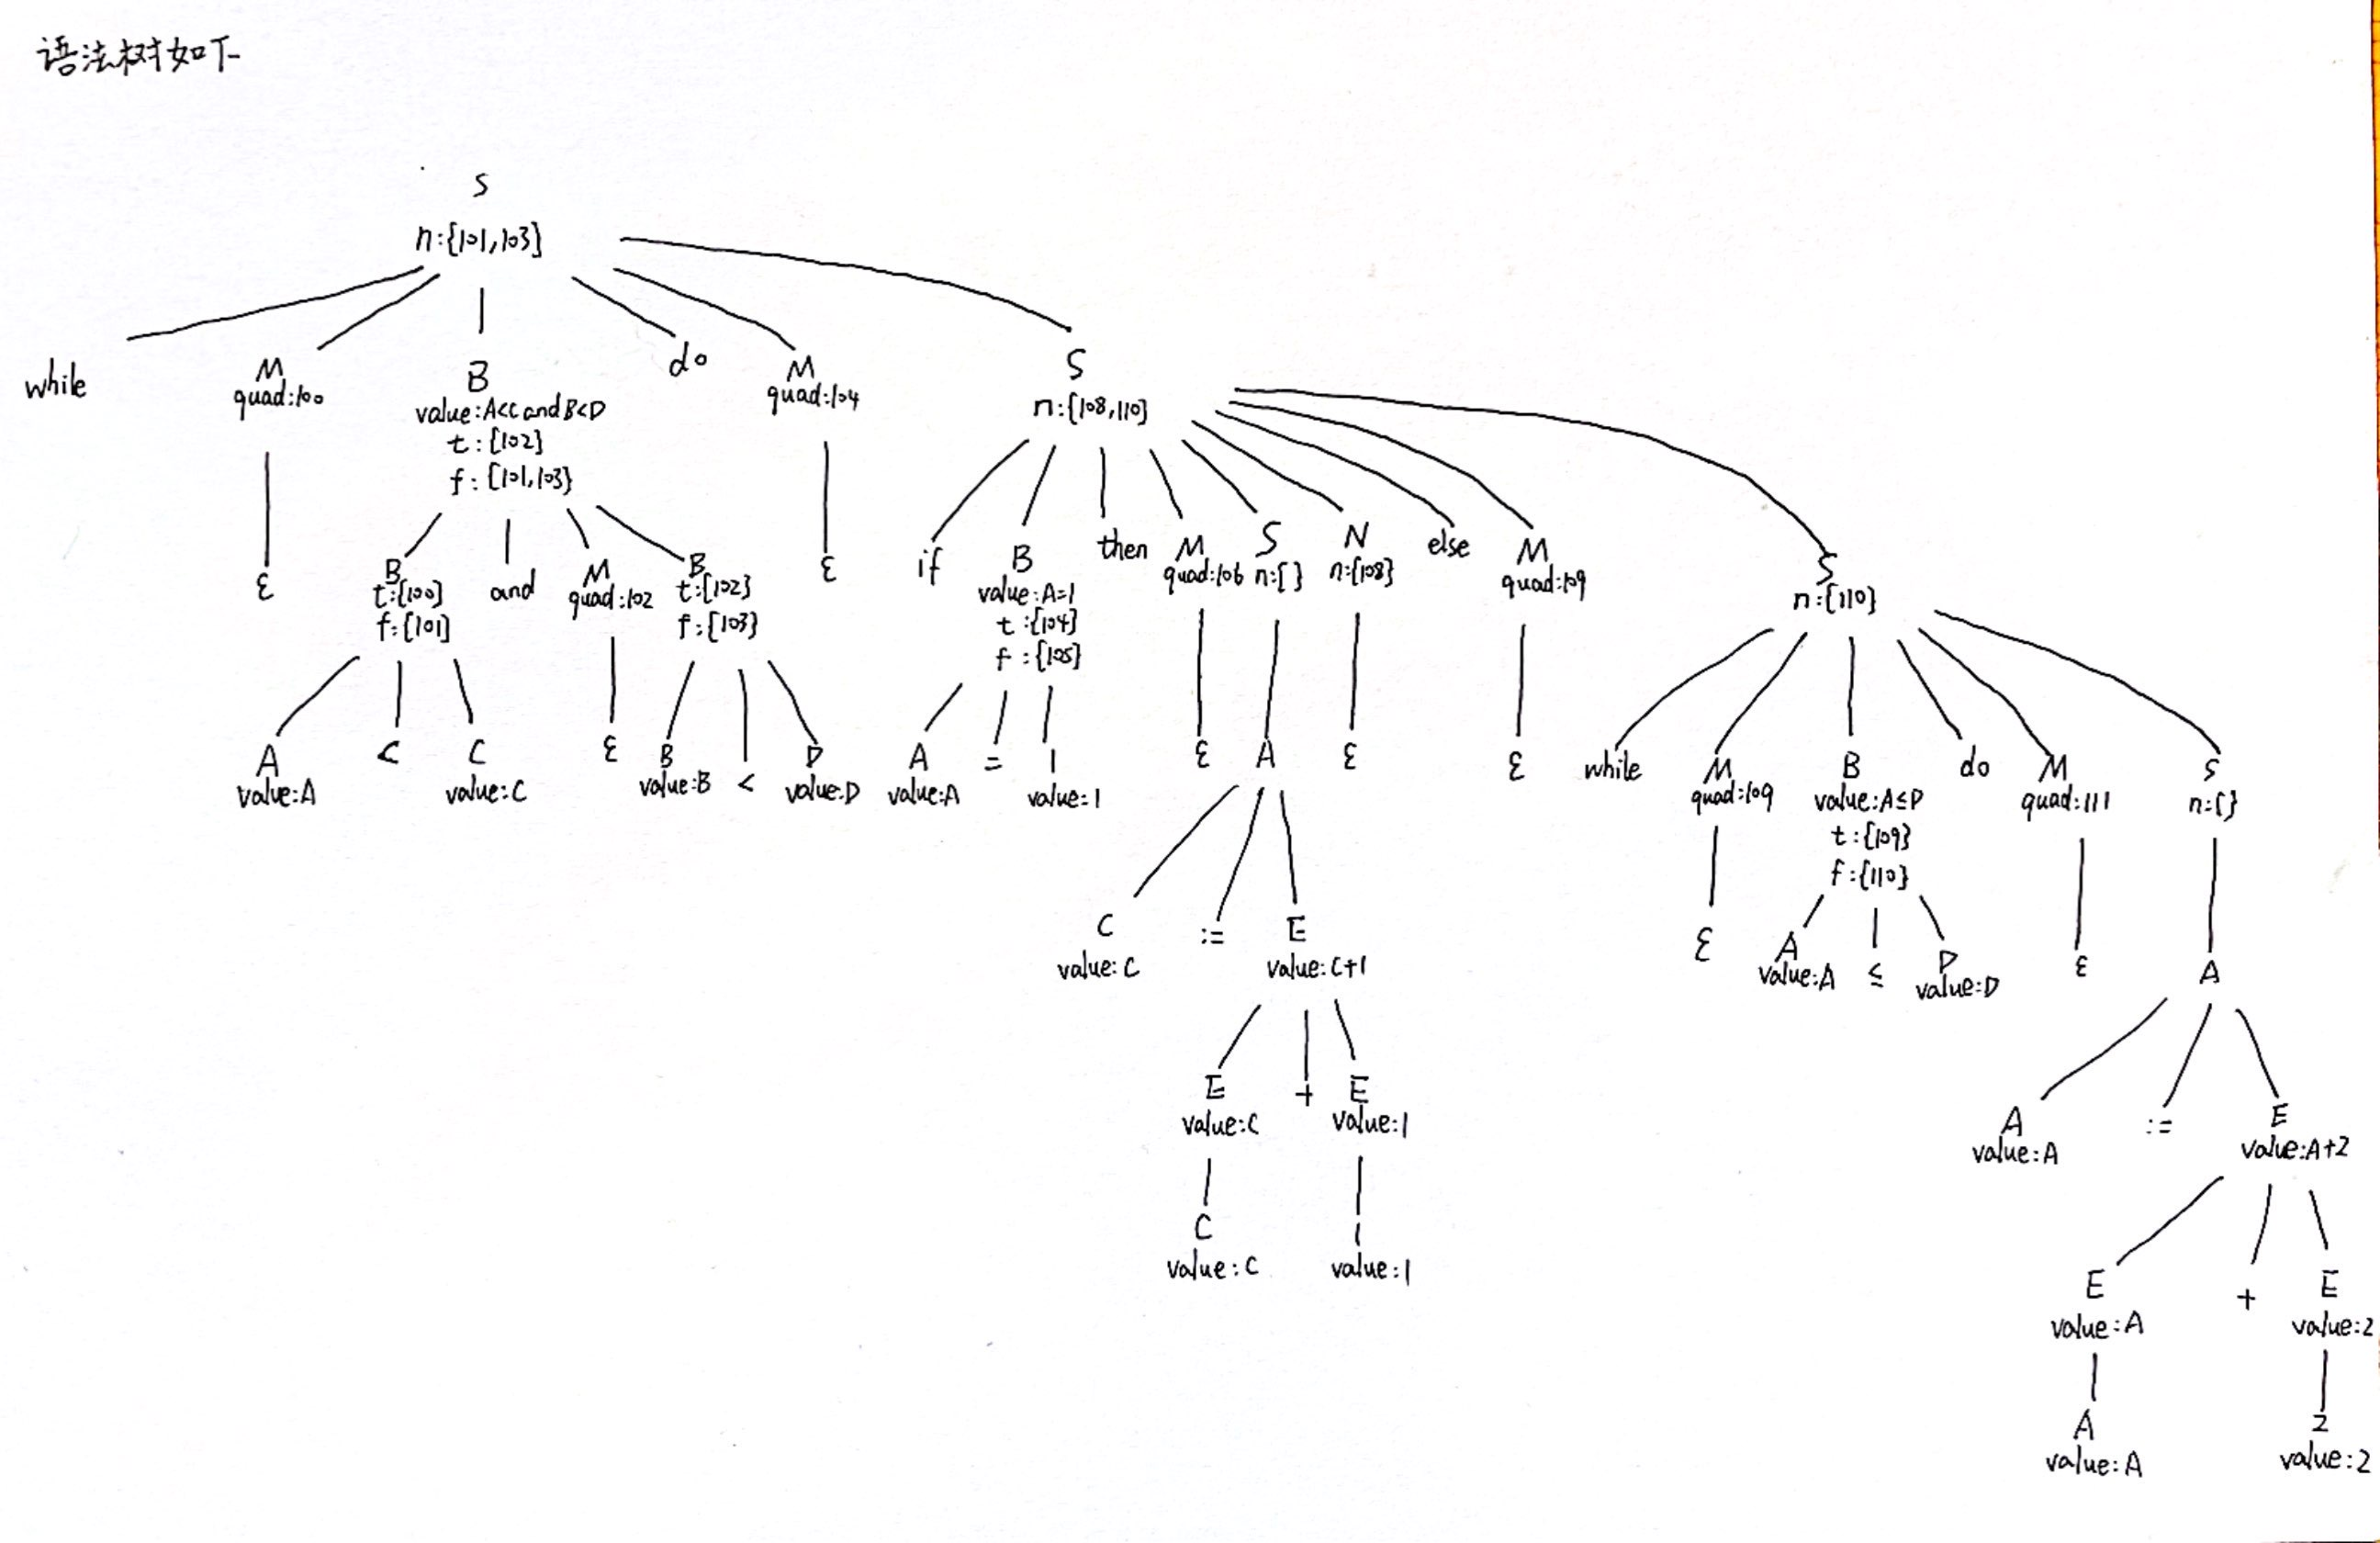 语法树如下
S
n:{101,103}
while M B do M S
quad:100 value:A<C and B<D quad:104 n:{108,110}
t:{102}
f:{101,103}
ε B and M B ε if B then M S N else M S
t:{100} quad:102 t:{102} value:A=1 quad:106 n:{} n:{108} quad:109 n:{110}
f:{101} f:{103} t:{104}
f:{105}
A < C ε B < D A = 1 ε A ε ε while M B do M S
value:A value:C value:B value:D value:A value:1 quad:109 value:A≤D quad:111 n:{}
t:{109}
f:{110}
C := E ε A ≤ D ε A
value:C value:C+1 value:A value:D
E + E A := E
value:C value:1 value:A value:A+2
C 1 E + E
value:C value:1 value:A value:2
A 2
value:A value:2